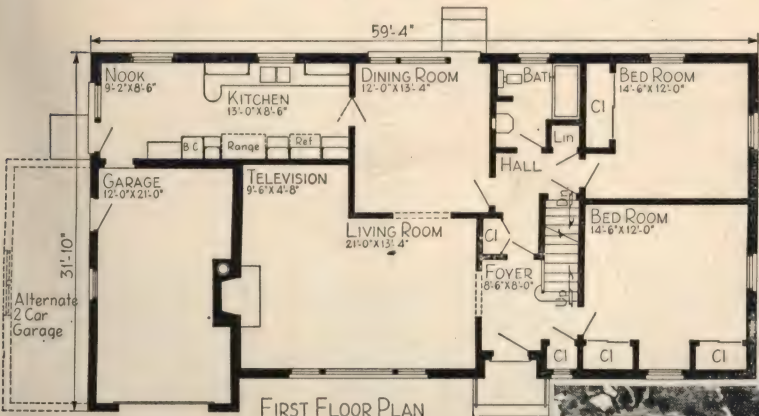 59'-4"
NOOK
9'-2"X8'-6"
KITCHEN
13'-0"X8'-6"
DINING ROOM
12'-0"X13'-4"
BATH
BED ROOM
14'-6"X12'-0"
Cl
Lin
B·C
Range
Ref
HALL
GARAGE
12'-0"X21'-0"
TELEVISION
9'-6"X4'-8"
LIVING ROOM
21'-0"X13'-4"
Cl
Dn
BED ROOM
14'-6"X12'-0"
31'-10"
FOYER
8'-6"X8'-0"
Up
Alternate
2 Car
Garage
Cl
Cl
Cl
FIRST FLOOR PLAN